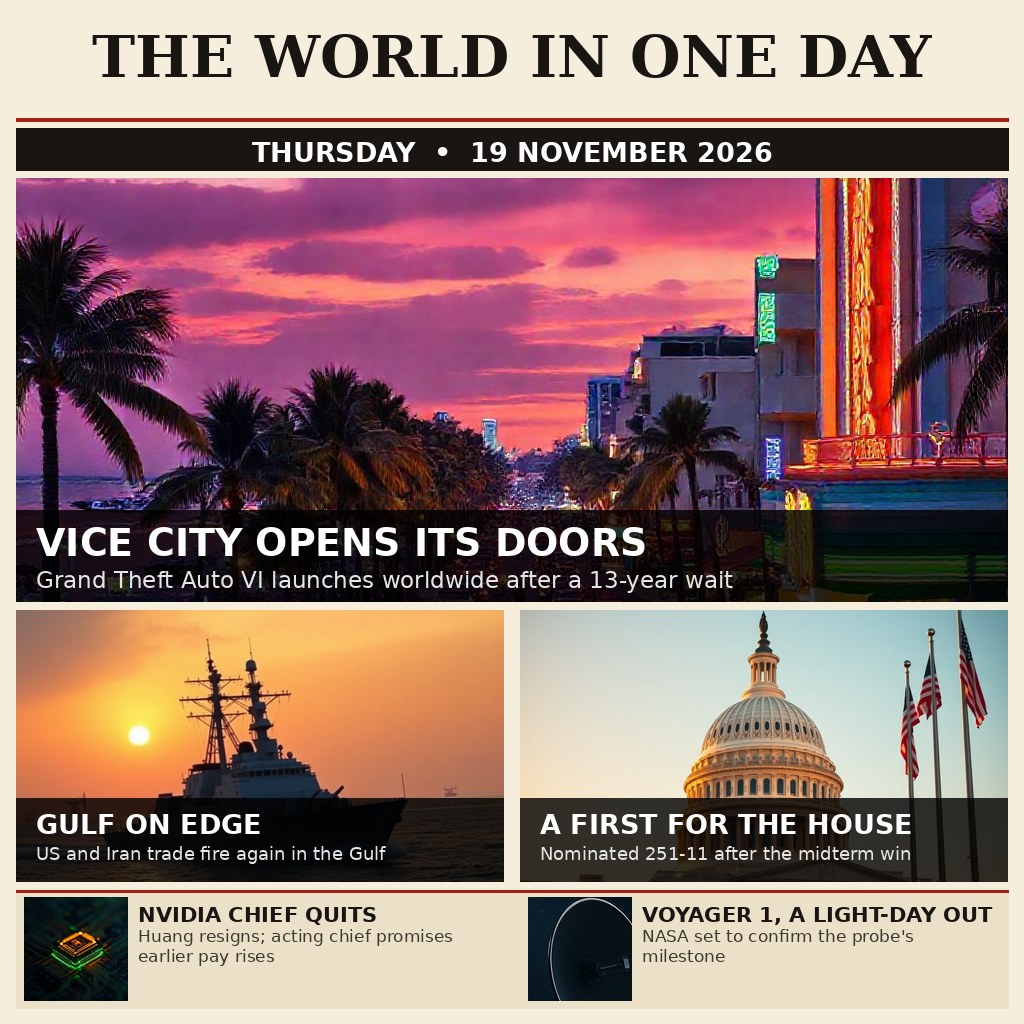 THE WORLD IN ONE DAY
THURSDAY • 19 NOVEMBER 2026
VICE CITY OPENS ITS DOORS
Grand Theft Auto VI launches worldwide after a 13-year wait
GULF ON EDGE
US and Iran trade fire again in the Gulf
A FIRST FOR THE HOUSE
Nominated 251-11 after the midterm win
NVIDIA CHIEF QUITS
Huang resigns; acting chief promises
earlier pay rises
VOYAGER 1, A LIGHT-DAY OUT
NASA set to confirm the probe's
milestone